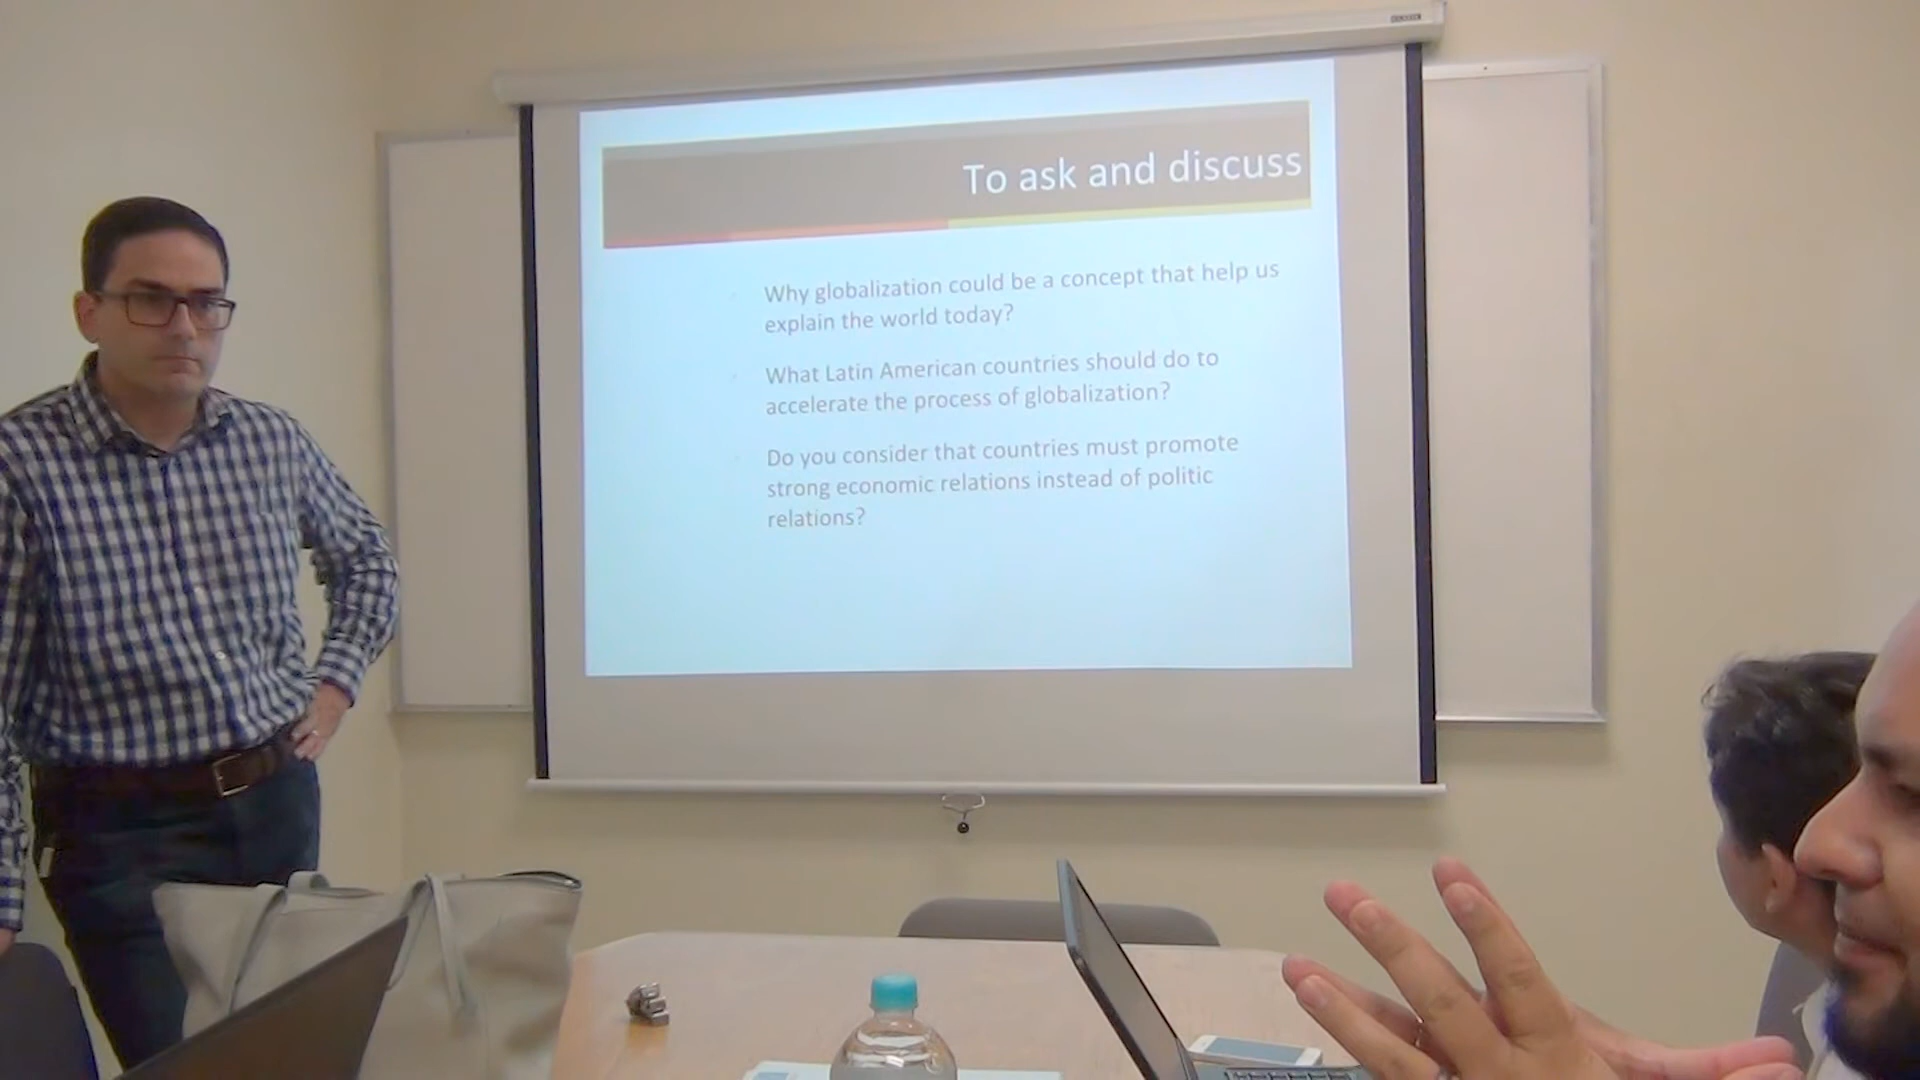 To ask and discuss
Why globalization could be a concept that help us
explain the world today?
What Latin American countries should do to
accelerate the process of globalization?
Do you consider that countries must promote
strong economic relations instead of politic
relations?